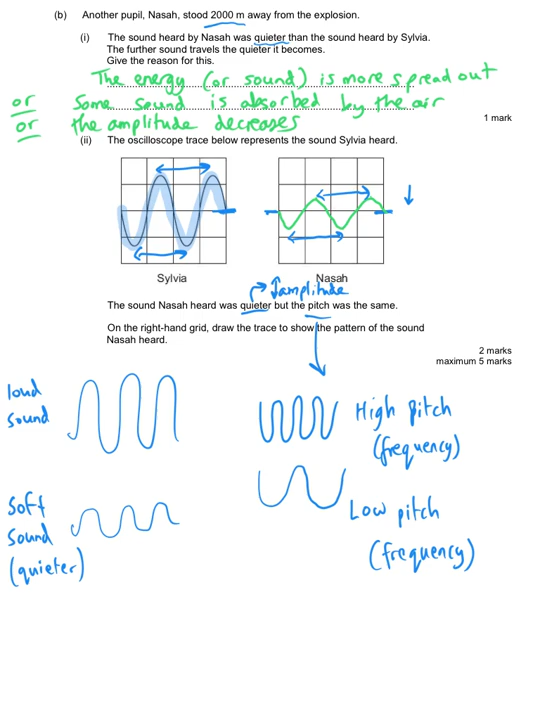 (b) Another pupil, Nasah, stood 2000 m away from the explosion.
(i) The sound heard by Nasah was quieter than the sound heard by Sylvia.
The further sound travels the quieter it becomes.
Give the reason for this.
The energy (or sound) is more spread out
or Some sound is absorbed by the air
or the amplitude decreases
1 mark
(ii) The oscilloscope trace below represents the sound Sylvia heard.
Sylvia Nasah
↓amplitude
The sound Nasah heard was quieter but the pitch was the same.
On the right-hand grid, draw the trace to show the pattern of the sound
Nasah heard.
2 marks
maximum 5 marks
loud
sound
High pitch
(frequency)
Soft
sound
(quieter)
Low pitch
(frequency)